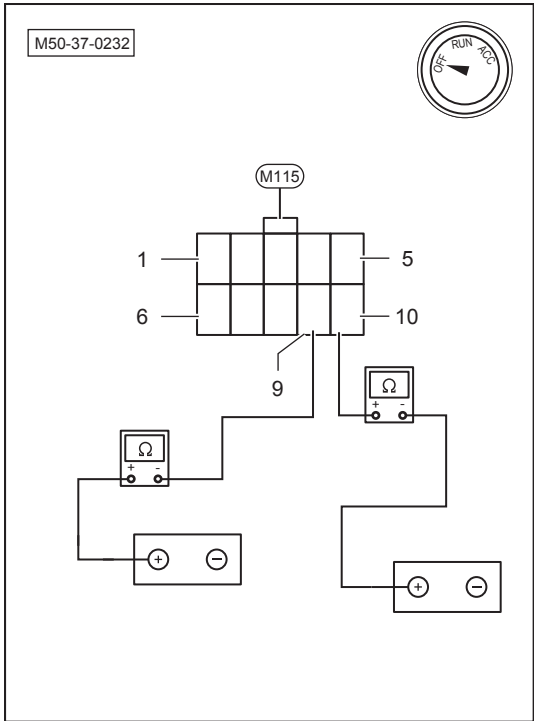 M50-37-0232
OFF RUN ACC
M115
1 5
6 10
9
Ω
+ -
Ω
+ -
+ −
+ −